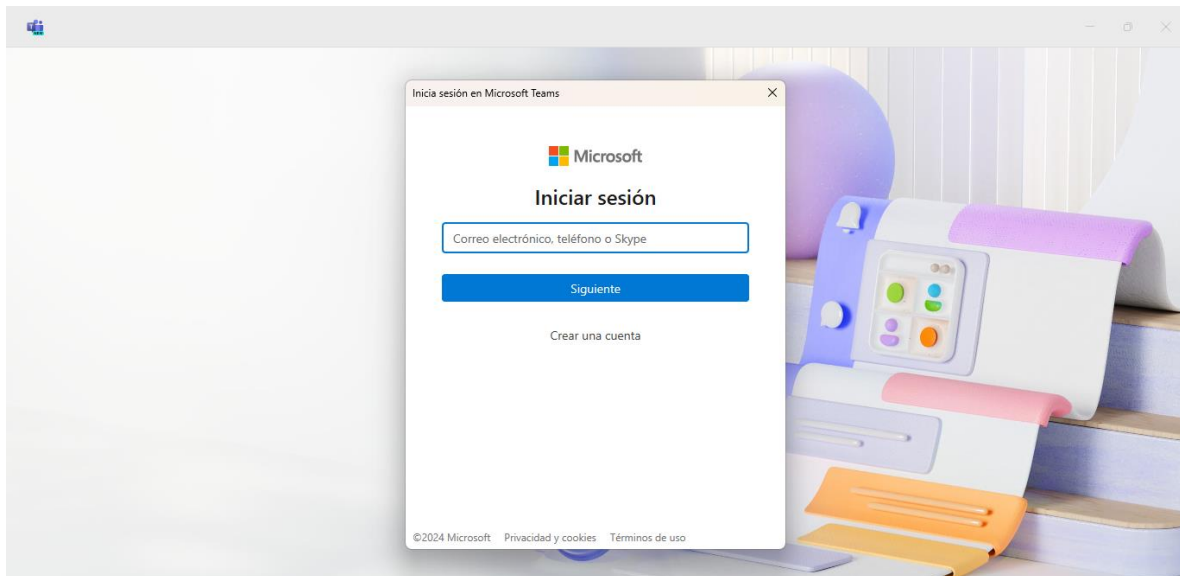 Inicia sesión en Microsoft Teams
Microsoft
Iniciar sesión
Correo electrónico, teléfono o Skype
Siguiente
Crear una cuenta
©2024 Microsoft Privacidad y cookies Términos de uso